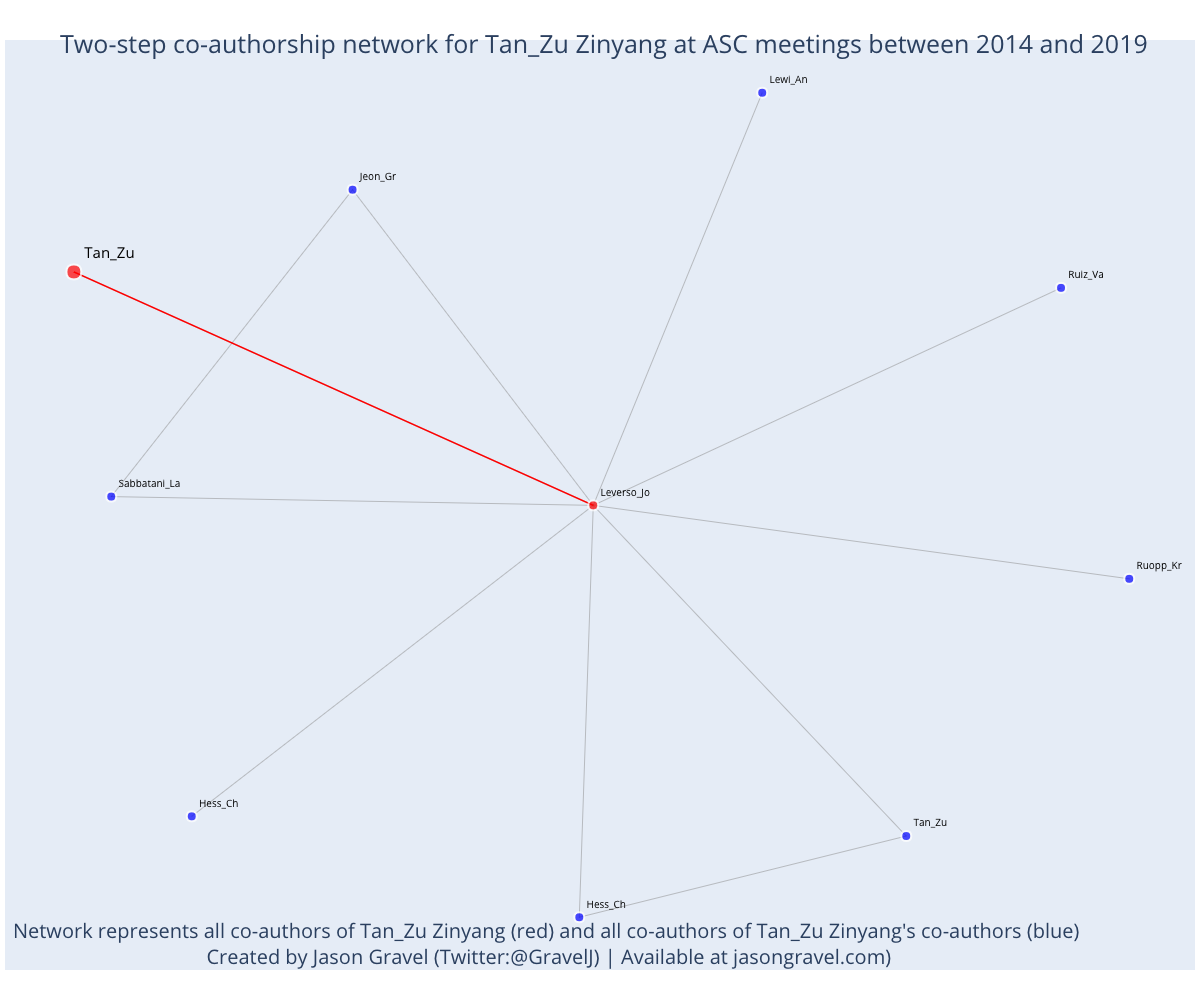 Two-step co-authorship network for Tan_Zu Zinyang at ASC meetings between 2014 and 2019
Lewi_An
Jeon_Gr
Tan_Zu
Ruiz_Va
Sabbatani_La
Leverso_Jo
Ruopp_Kr
Hess_Ch
Tan_Zu
Hess_Ch
Network represents all co-authors of Tan_Zu Zinyang (red) and all co-authors of Tan_Zu Zinyang's co-authors (blue)
Created by Jason Gravel (Twitter:@GravelJ) | Available at jasongravel.com)